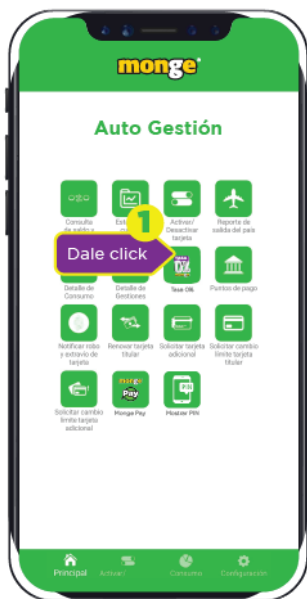 monge
Auto Gestión
Consulta
de saldo y
Activar/
Desactivar
tarjeta
Reporte de
salida del país
1
Dale click
Detalle de
Consumo
Detalle de
Gestiones
Tasa 0%
Puntos de pago
Notificar robo
y extravío de
tarjeta
Renovar tarjeta
titular
Solicitar tarjeta
adicional
Solicitar cambio
límite tarjeta
titular
Solicitar cambio
límite tarjeta
adicional
monge
Pay
Monge Pay
PIN
Mostrar PIN
Principal
Consumo
Configuración